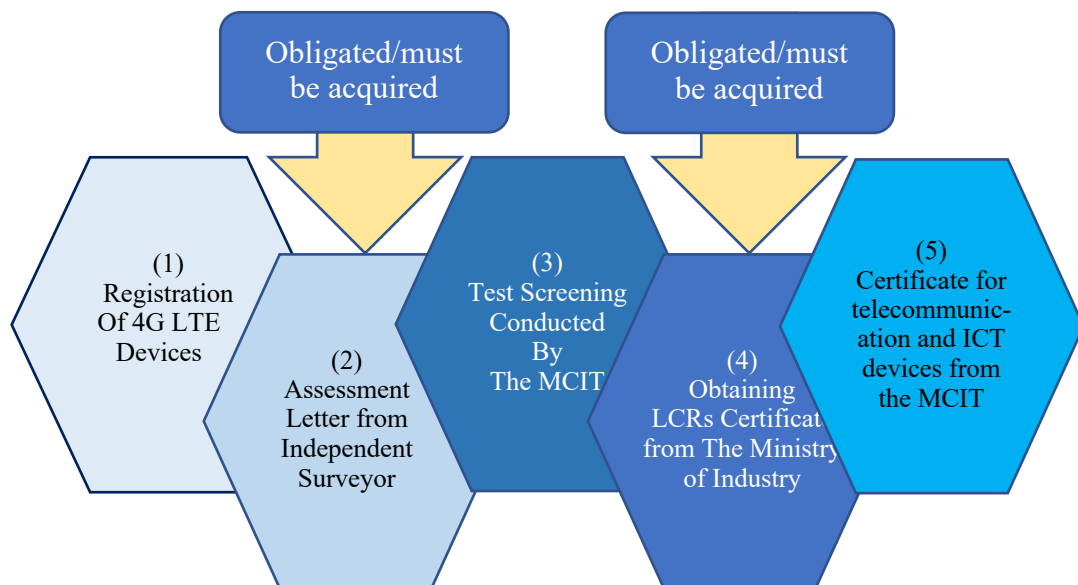 Obligated/must
be acquired
Obligated/must
be acquired
(1)
Registration
Of 4G LTE
Devices
(2)
Assessment
Letter from
Independent
Surveyor
(3)
Test Screening
Conducted
By
The MCIT
(4)
Obtaining
LCRs Certificat
from The Ministry
of Industry
(5)
Certificate for
telecommunic-
ation and ICT
devices from
the MCIT